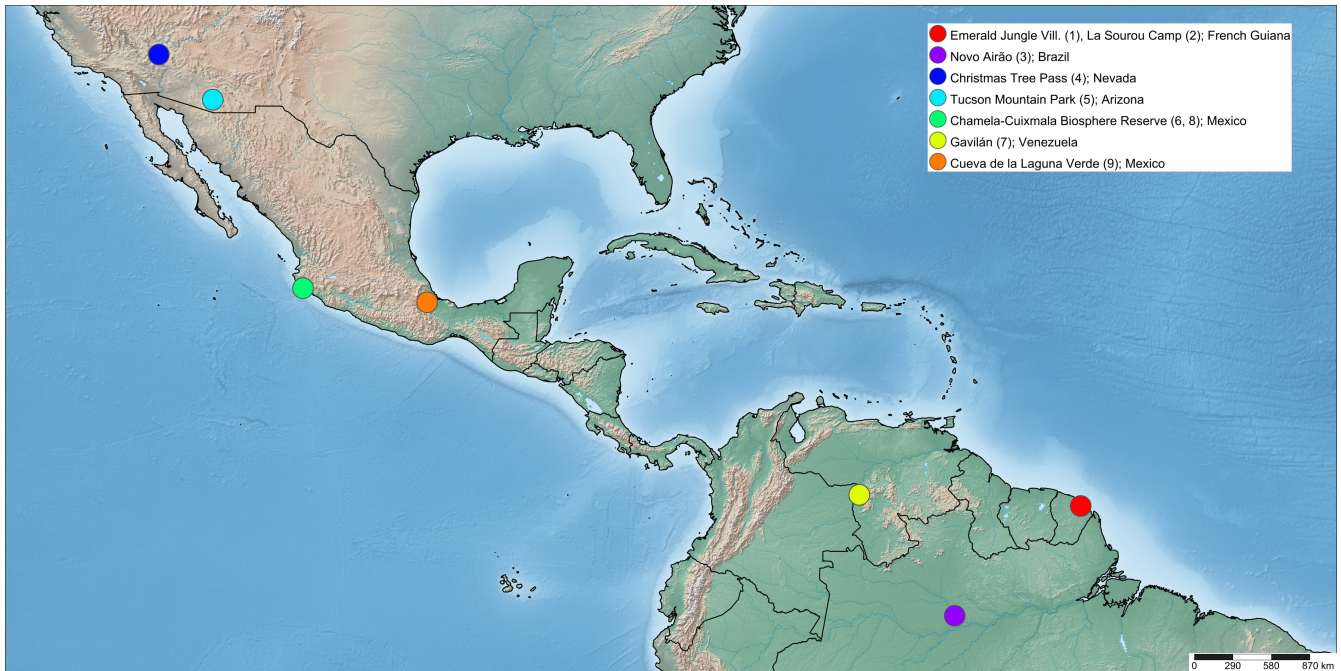 Emerald Jungle Vill. (1), La Sourou Camp (2); French Guiana
Novo Airão (3); Brazil
Christmas Tree Pass (4); Nevada
Tucson Mountain Park (5); Arizona
Chamela-Cuixmala Biosphere Reserve (6, 8); Mexico
Gavilán (7); Venezuela
Cueva de la Laguna Verde (9); Mexico
0 290 580 870 km